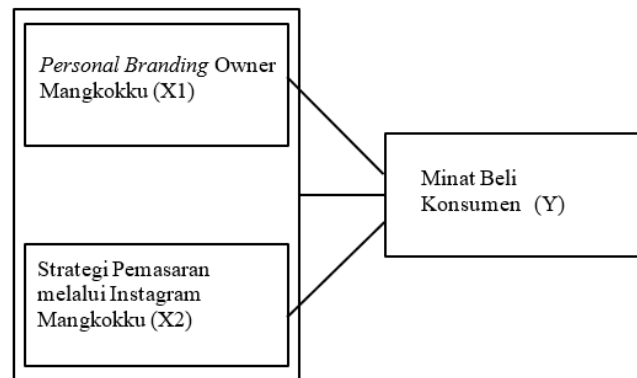 Personal Branding Owner
Mangkokku (X1)
Minat Beli
Konsumen (Y)
Strategi Pemasaran
melalui Instagram
Mangkokku (X2)